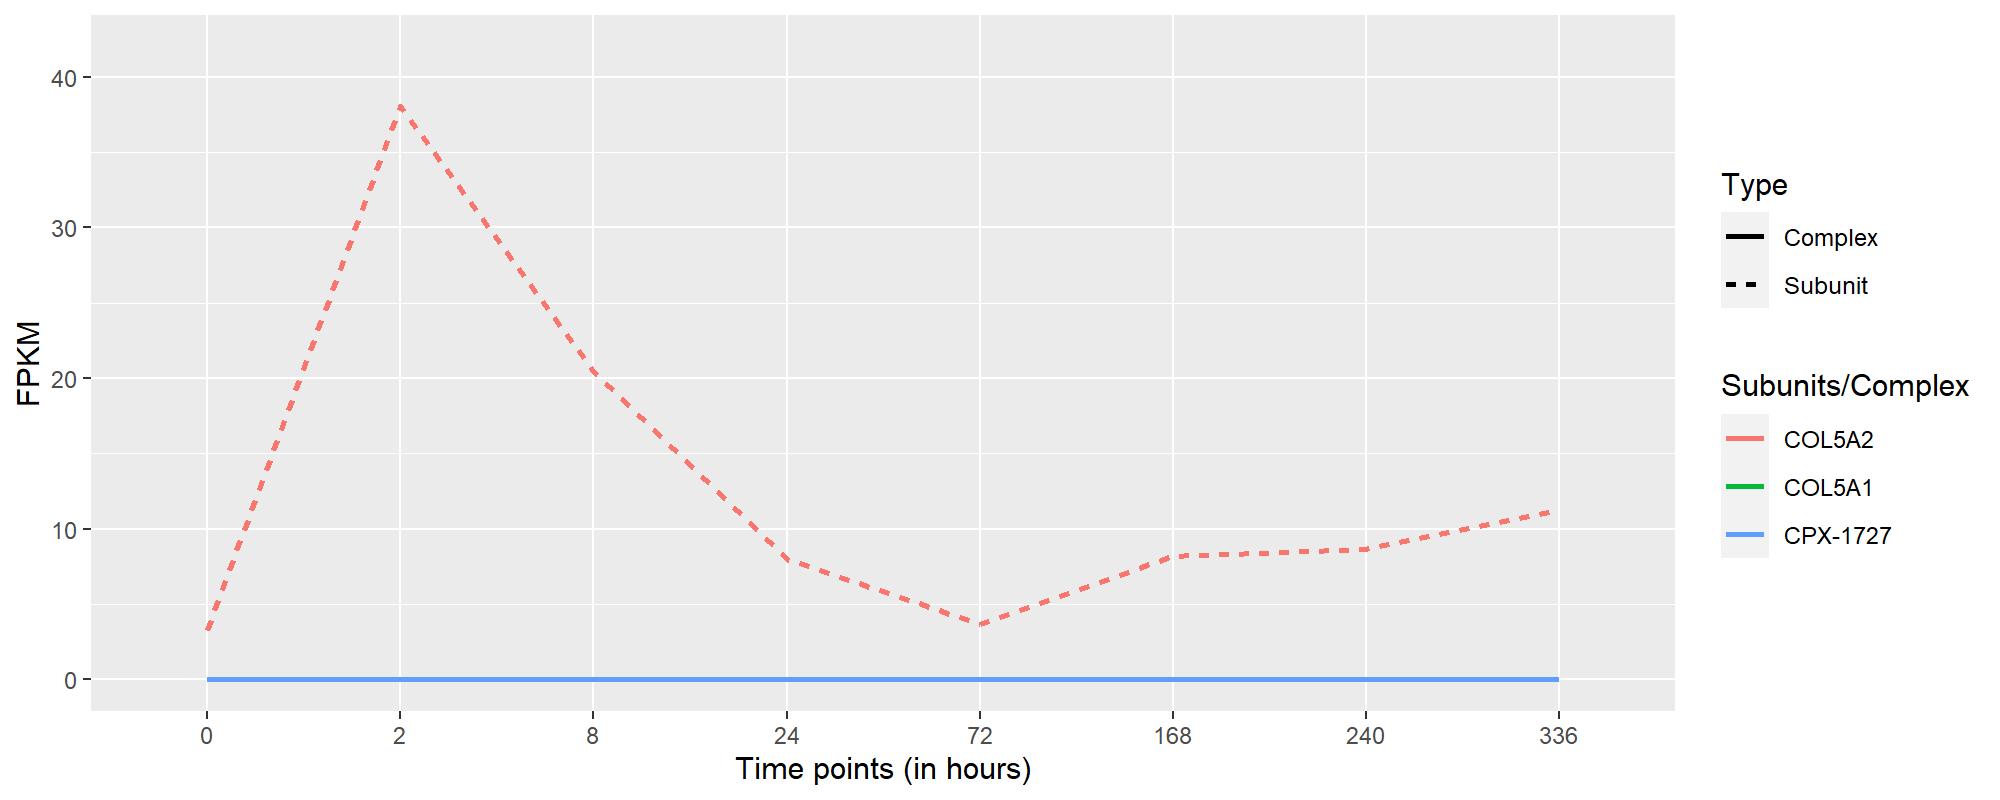 40
30
20
10
0
FPKM
0 2 8 24 72 168 240 336
Time points (in hours)
Type
Complex
Subunit
Subunits/Complex
COL5A2
COL5A1
CPX-1727